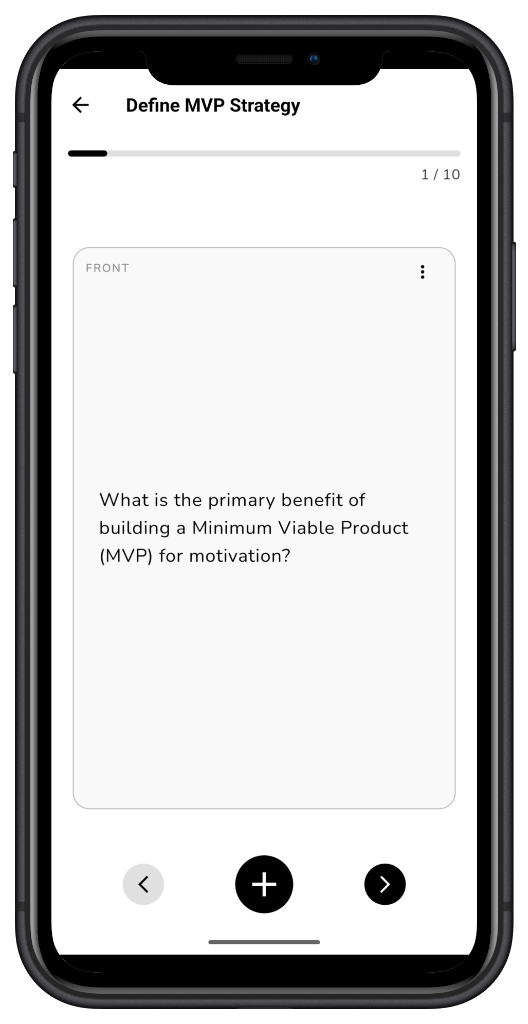 Define MVP Strategy
1 / 10
FRONT
What is the primary benefit of
building a Minimum Viable Product
(MVP) for motivation?